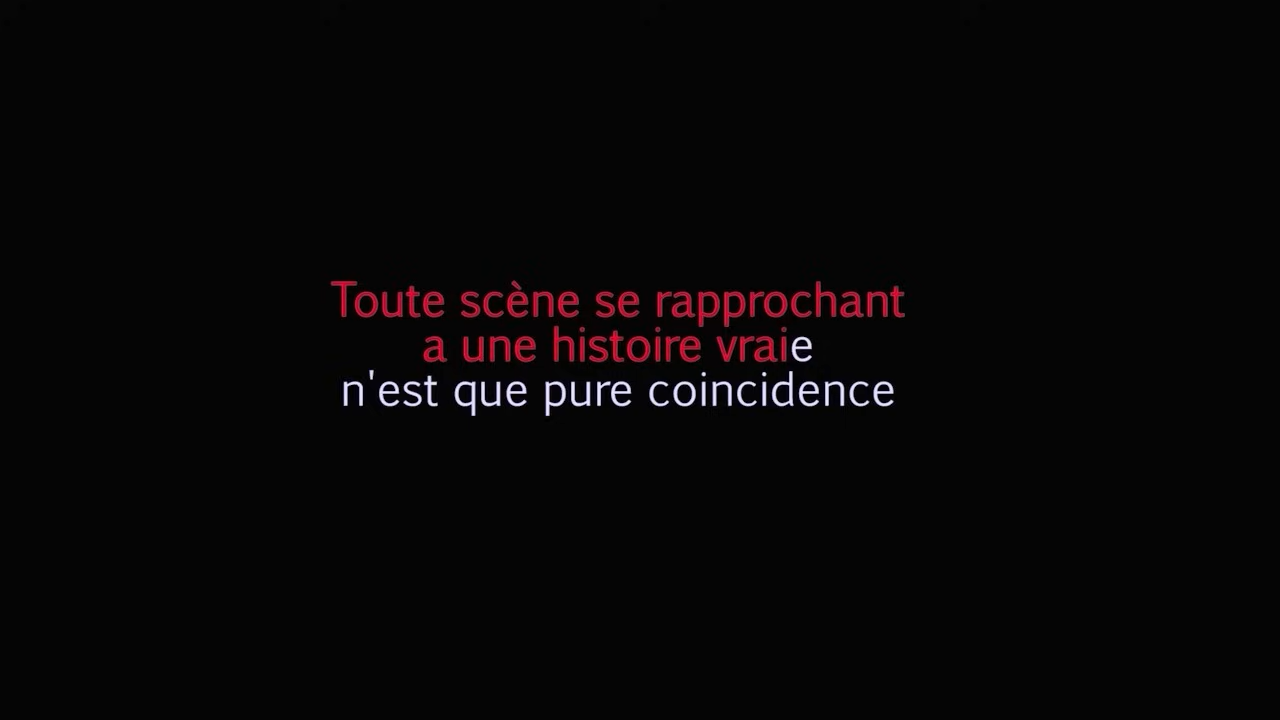 Toute scène se rapprochant
a une histoire vraie
n'est que pure coincidence